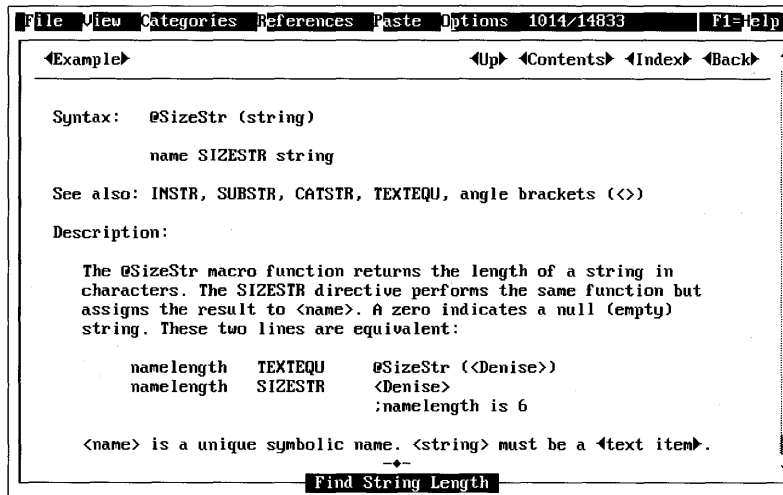 File View Categories References Paste Options 1014/14833 F1=Help
◄Example► ◄Up► ◄Contents► ◄Index► ◄Back►
Syntax: @SizeStr (string)
name SIZESTR string
See also: INSTR, SUBSTR, CATSTR, TEXTEQU, angle brackets (<>)
Description:
The @SizeStr macro function returns the length of a string in
characters. The SIZESTR directive performs the same function but
assigns the result to <name>. A zero indicates a null (empty)
string. These two lines are equivalent:
namelength TEXTEQU @SizeStr (<Denise>)
namelength SIZESTR <Denise>
;namelength is 6
<name> is a unique symbolic name. <string> must be a ◄text item►.
Find String Length